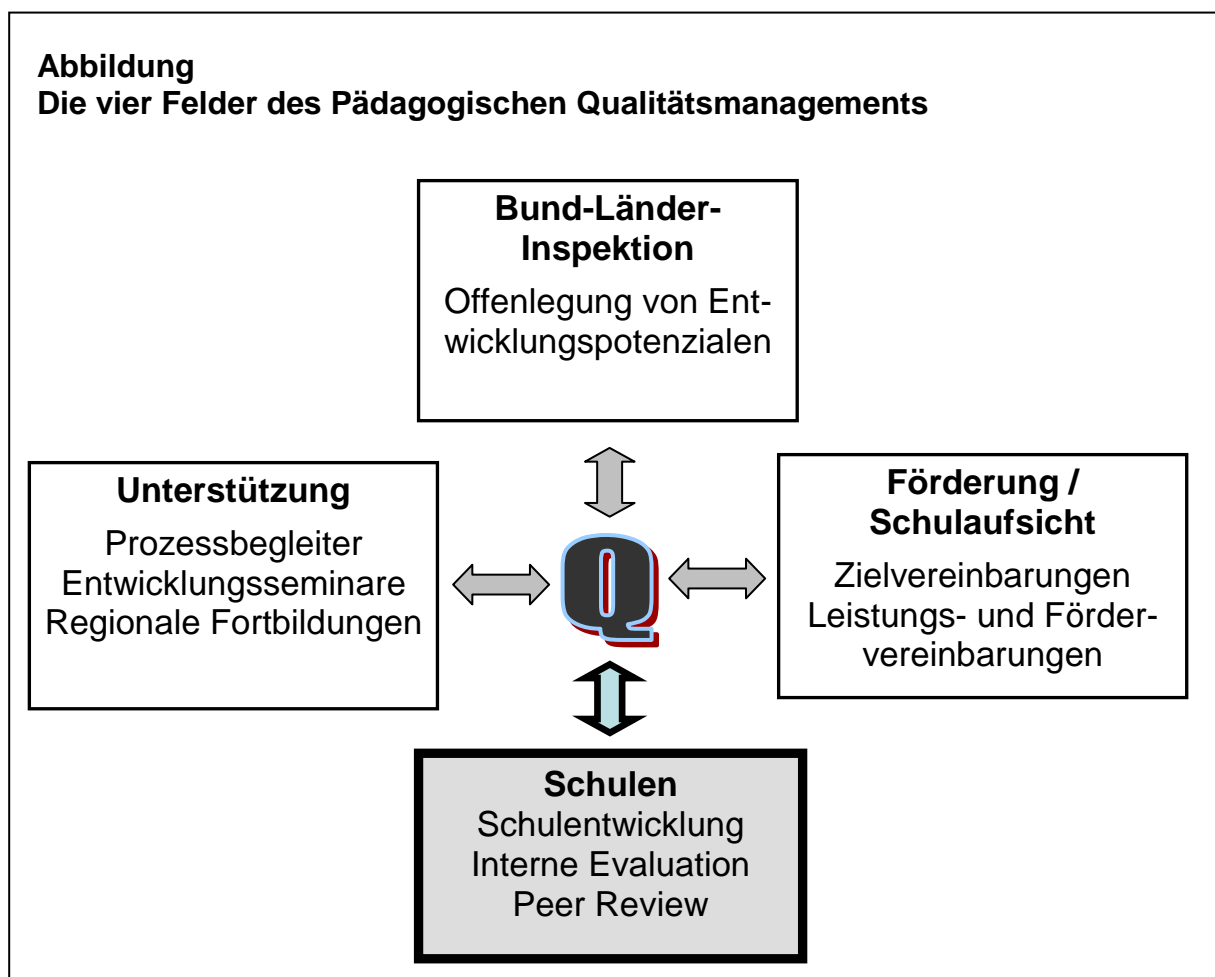 Abbildung
Die vier Felder des Pädagogischen Qualitätsmanagements
Bund-Länder-
Inspektion
Offenlegung von Ent-
wicklungspotenzialen
Unterstützung
Prozessbegleiter
Entwicklungsseminare
Regionale Fortbildungen
Q
Förderung /
Schulaufsicht
Zielvereinbarungen
Leistungs- und Förder-
vereinbarungen
Schulen
Schulentwicklung
Interne Evaluation
Peer Review